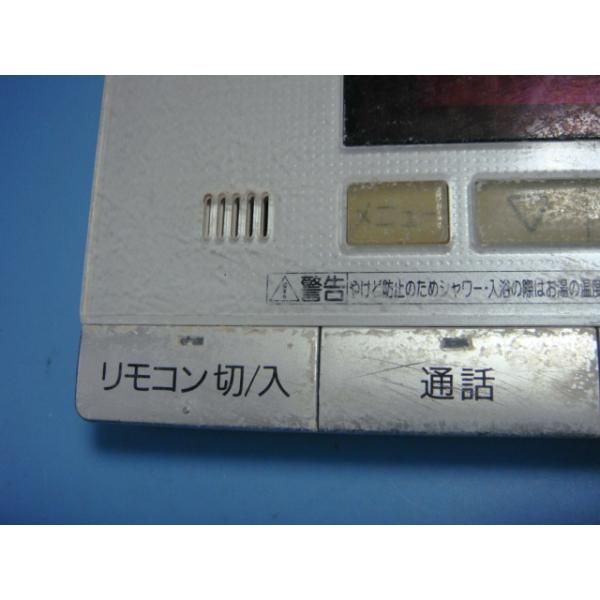 メニュー ▽
警告 やけど防止のためシャワー・入浴の際はお湯の温度
リモコン 切/入 通話